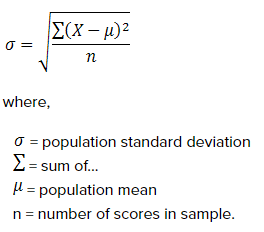 σ = √(∑(X – μ)² / n)
where,
σ = population standard deviation
∑ = sum of...
μ = population mean
n = number of scores in sample.